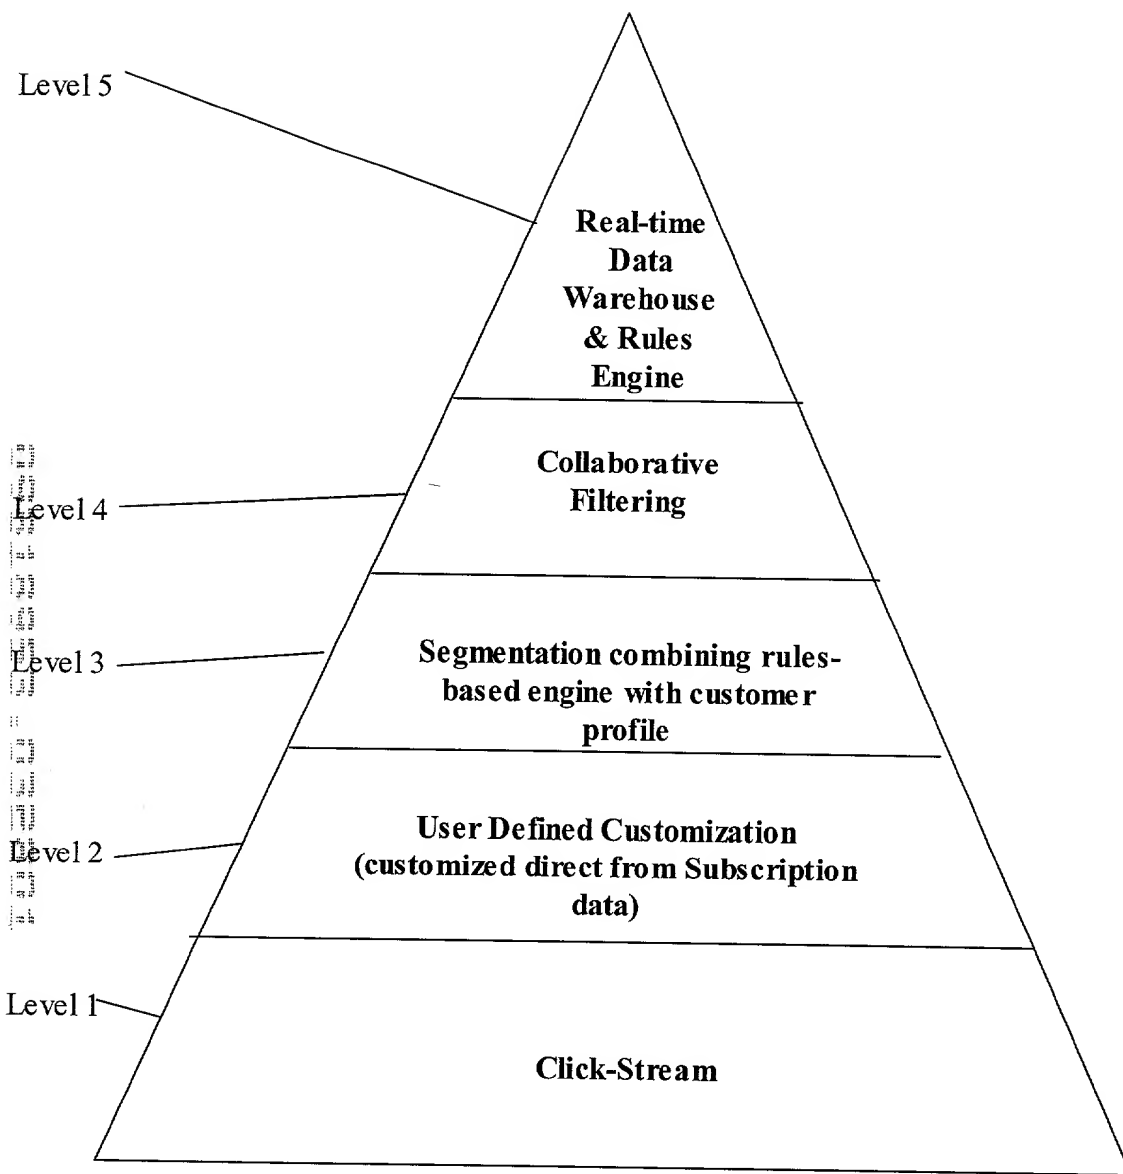 Level 5
Real-time
Data
Warehouse
& Rules
Engine
Collaborative
Filtering
Level 4
Level 3
Segmentation combining rules-
based engine with customer
profile
User Defined Customization
(customized direct from Subscription
data)
Level 2
Level 1
Click-Stream